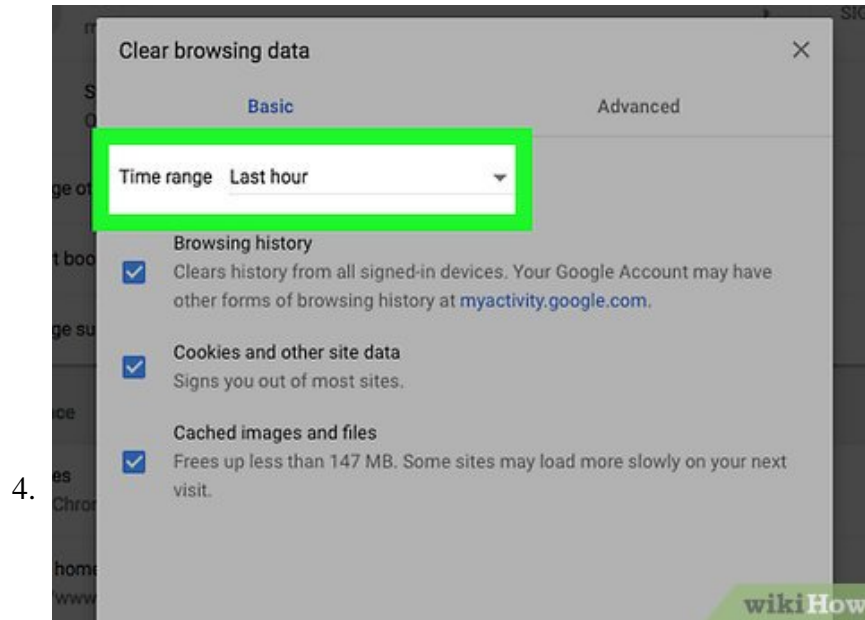 Clear browsing data
Basic Advanced
Time range Last hour
Browsing history
Clears history from all signed-in devices. Your Google Account may have
other forms of browsing history at myactivity.google.com.
Cookies and other site data
Signs you out of most sites.
Cached images and files
Frees up less than 147 MB. Some sites may load more slowly on your next
visit.
4.
wikiHow